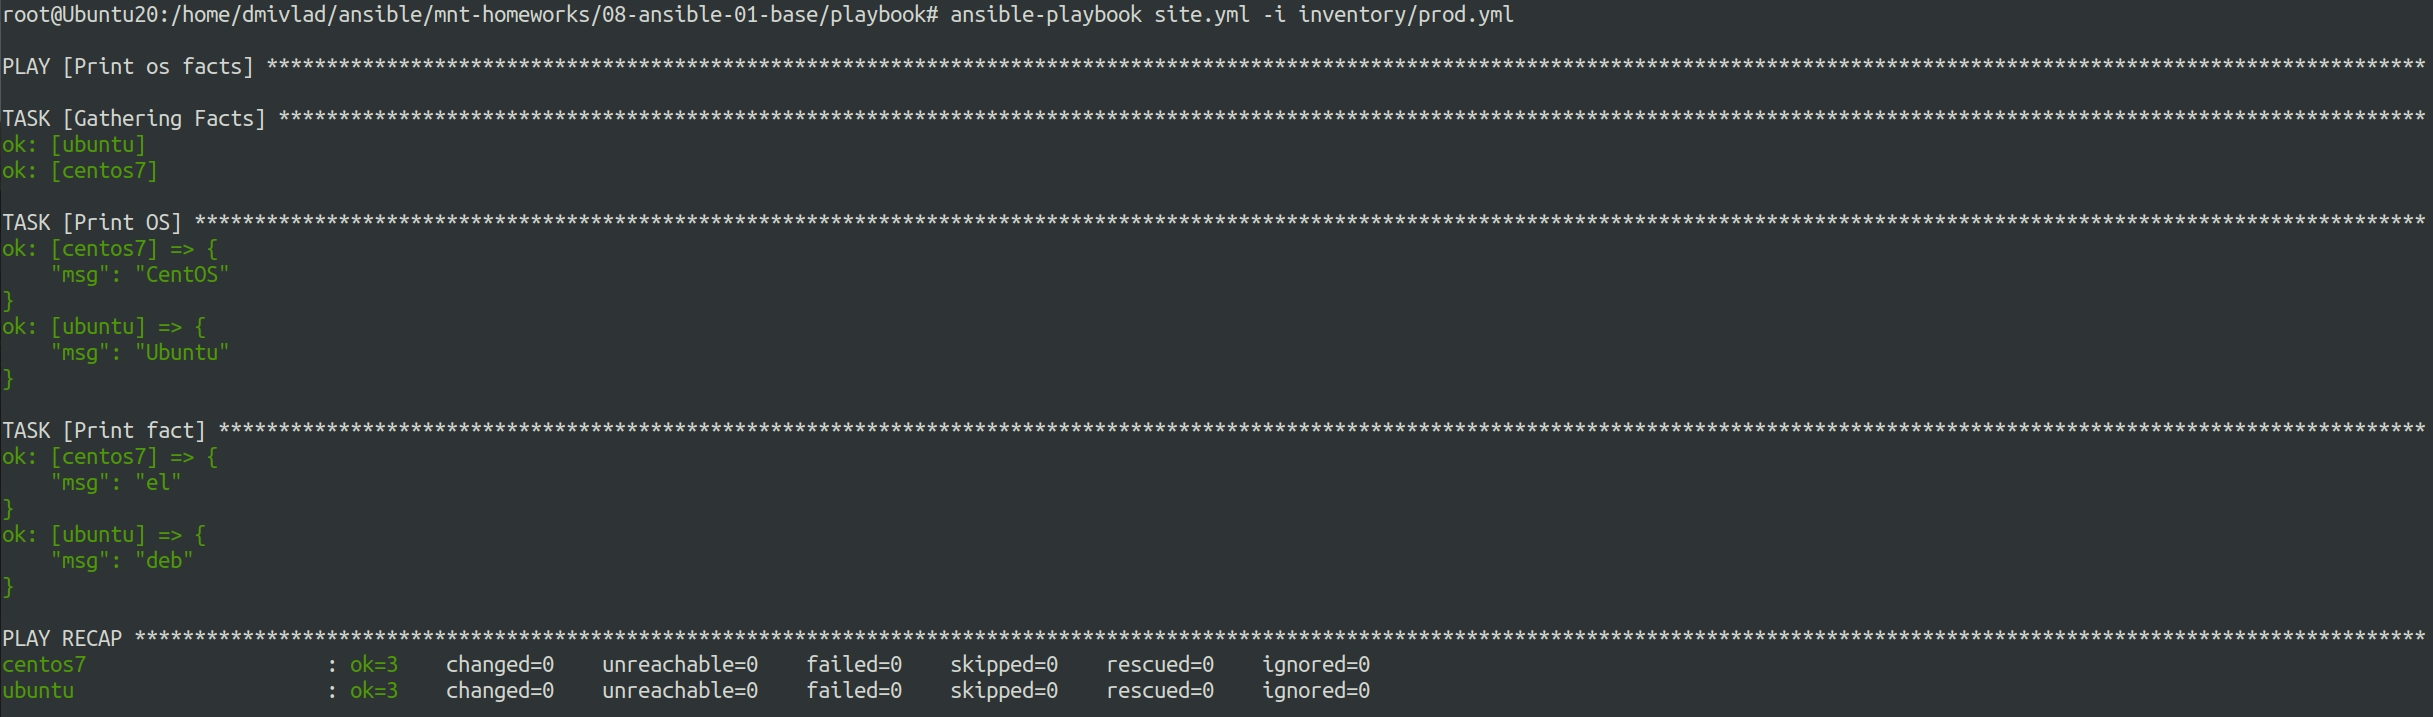 root@Ubuntu20:/home/dmivlad/ansible/mnt-homeworks/08-ansible-01-base/playbook# ansible-playbook site.yml -i inventory/prod.yml
PLAY [Print os facts] ************************************************************************************************************************************************************************************
TASK [Gathering Facts] ***********************************************************************************************************************************************************************************
ok: [ubuntu]
ok: [centos7]
TASK [Print OS] ******************************************************************************************************************************************************************************************
ok: [centos7] => {
    "msg": "CentOS"
}
ok: [ubuntu] => {
    "msg": "Ubuntu"
}
TASK [Print fact] ****************************************************************************************************************************************************************************************
ok: [centos7] => {
    "msg": "el"
}
ok: [ubuntu] => {
    "msg": "deb"
}
PLAY RECAP ***********************************************************************************************************************************************************************************************
centos7                    : ok=3    changed=0    unreachable=0    failed=0    skipped=0    rescued=0    ignored=0
ubuntu                     : ok=3    changed=0    unreachable=0    failed=0    skipped=0    rescued=0    ignored=0